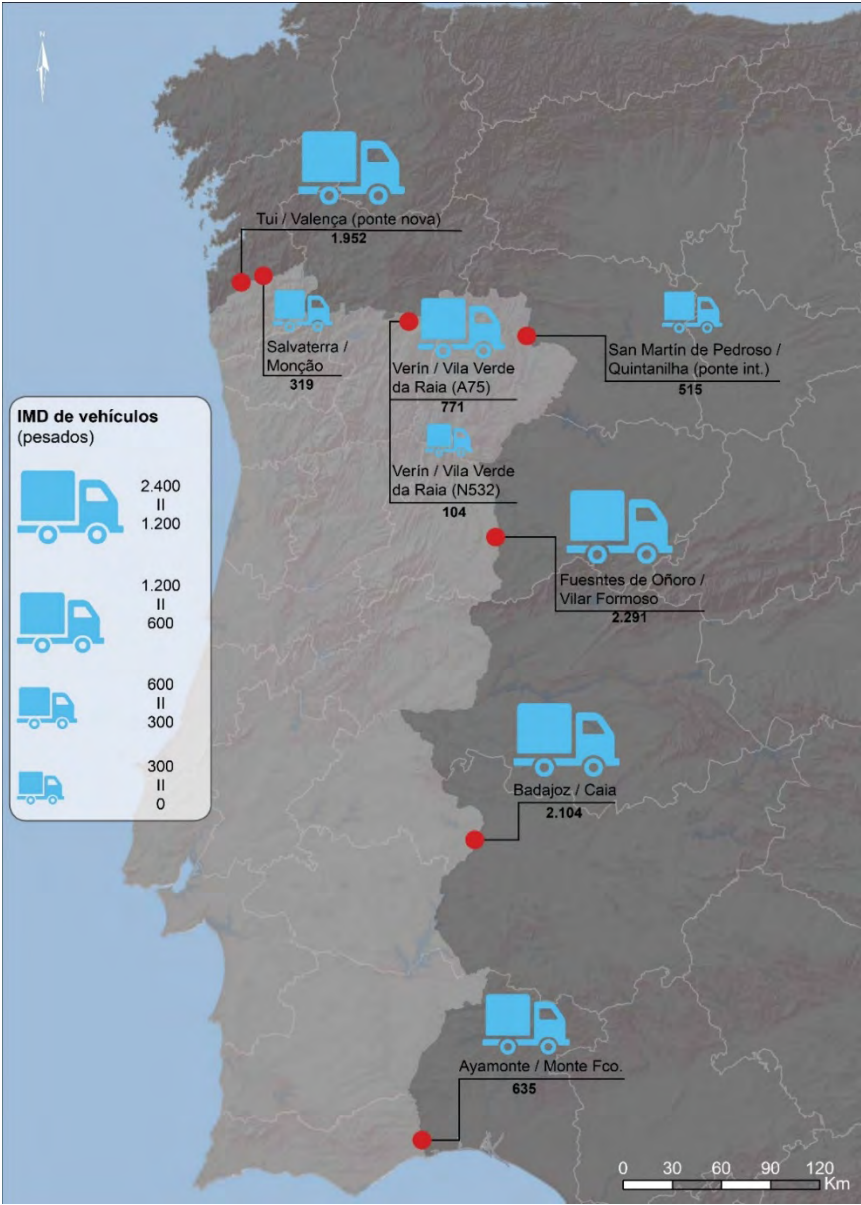 N
Tui / Valença (ponte nova)
1.952
Salvaterra /
Monção
319
Verín / Vila Verde
da Raia (A75)
771
Verín / Vila Verde
da Raia (N532)
104
San Martín de Pedroso /
Quintanilha (ponte int.)
515
IMD de vehículos
(pesados)
2.400
II
1.200
1.200
II
600
600
II
300
300
II
0
Fuesntes de Oñoro /
Vilar Formoso
2.291
Badajoz / Caia
2.104
Ayamonte / Monte Fco.
635
0 30 60 90 120
Km